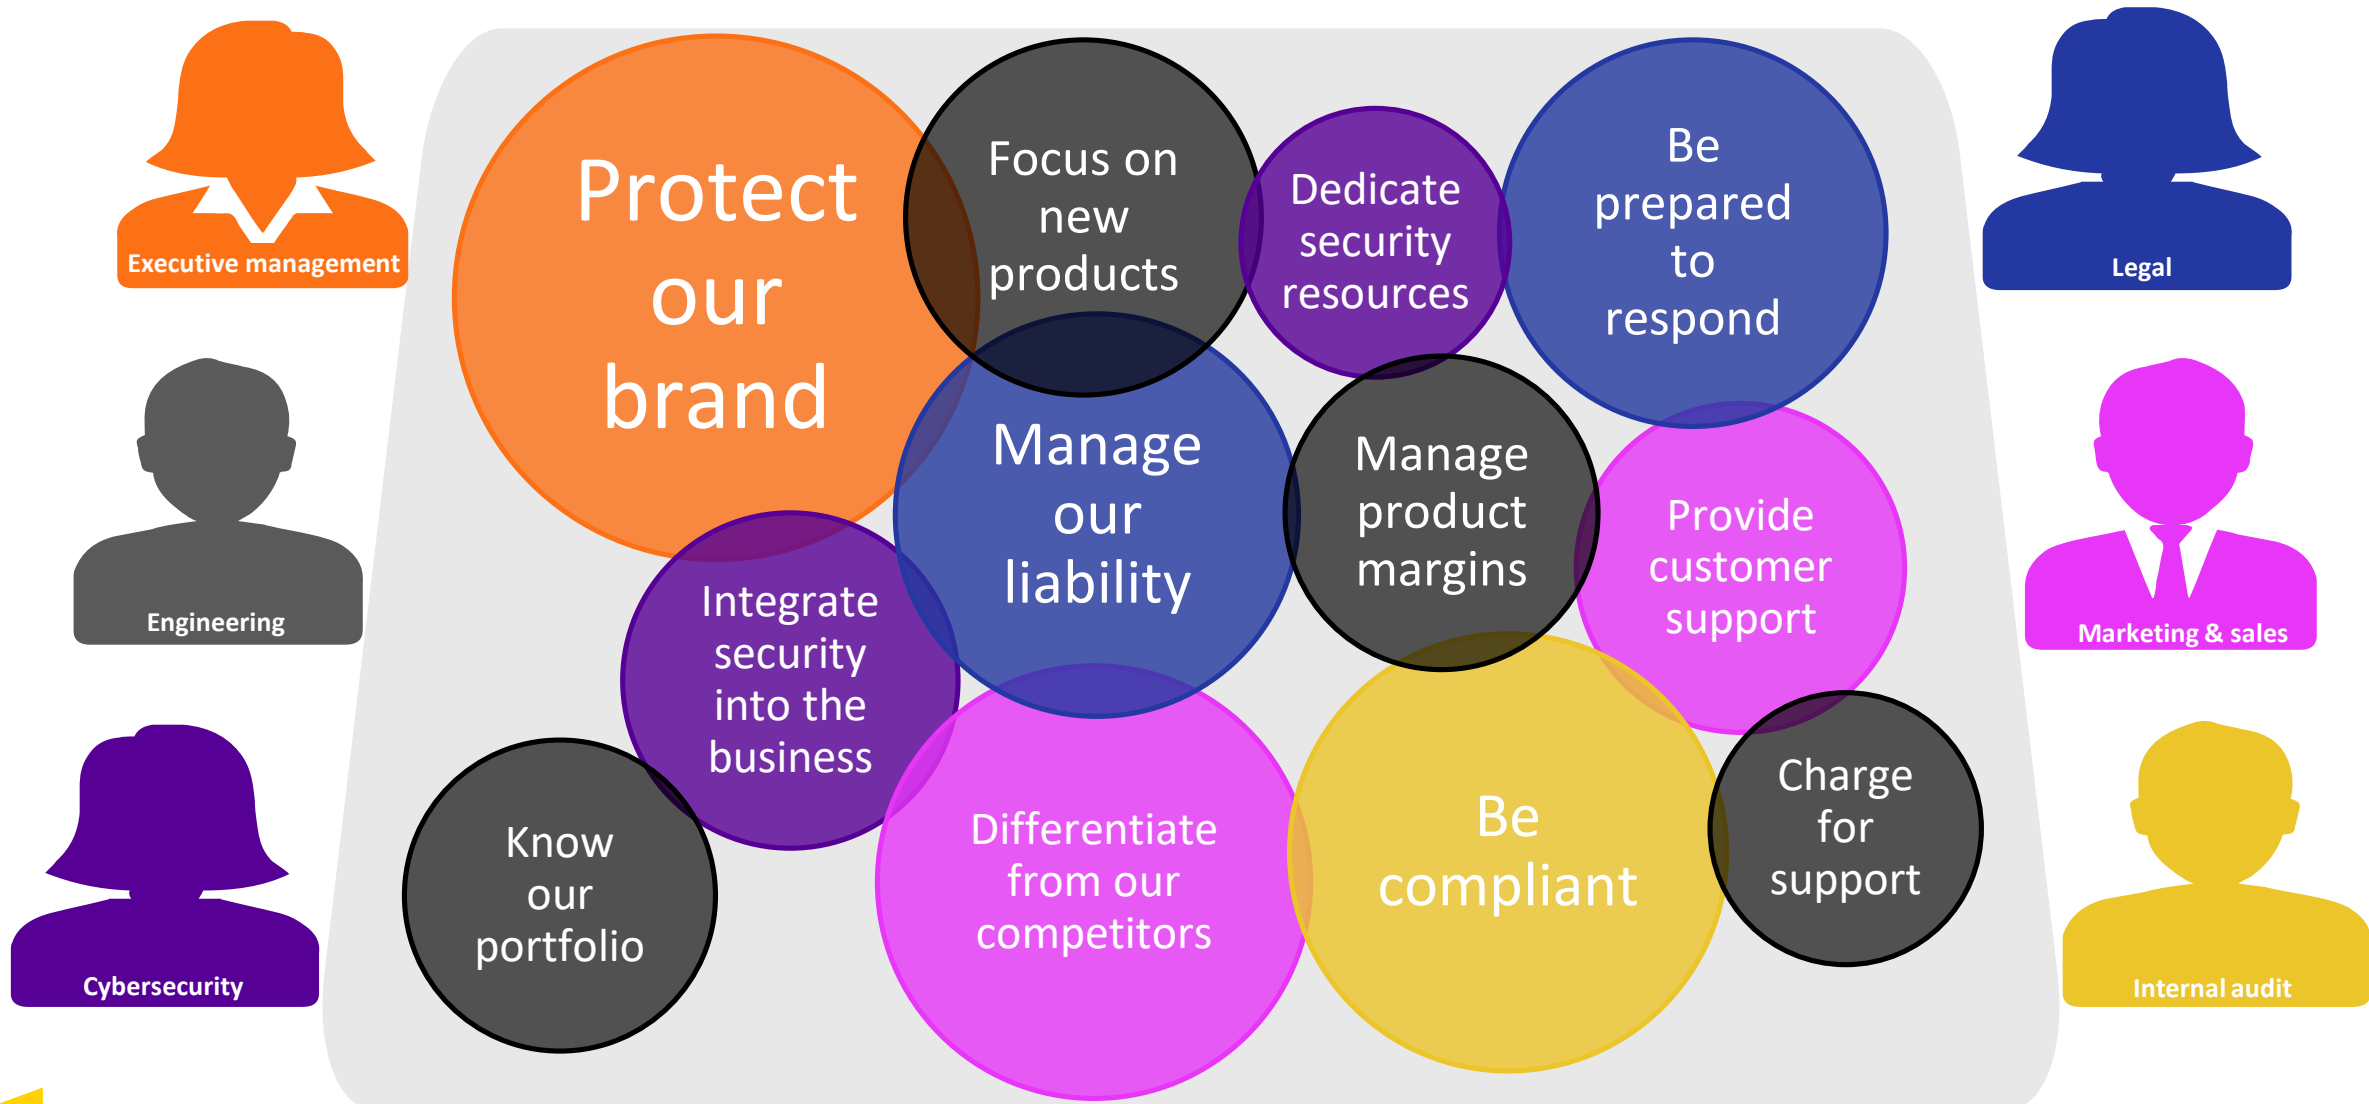 Executive management
Engineering
Cybersecurity
Protect
our
brand
Focus on
new
products
Dedicate
security
resources
Be
prepared
to
respond
Manage
our
liability
Manage
product
margins
Provide
customer
support
Integrate
security
into the
business
Know
our
portfolio
Differentiate
from our
competitors
Be
compliant
Charge
for
support
Legal
Marketing & sales
Internal audit